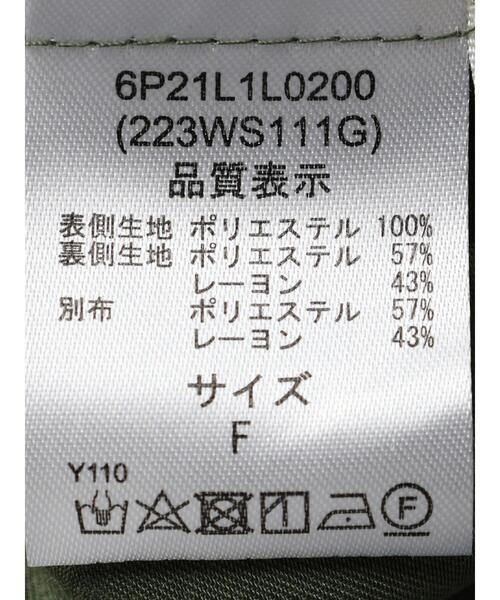 6P21L1L0200
(223WS111G)
品質表示
表側生地 ポリエステル 100%
裏側生地 ポリエステル 57%
レーヨン 43%
別布 ポリエステル 57%
レーヨン 43%
サイズ
F
Y110
F